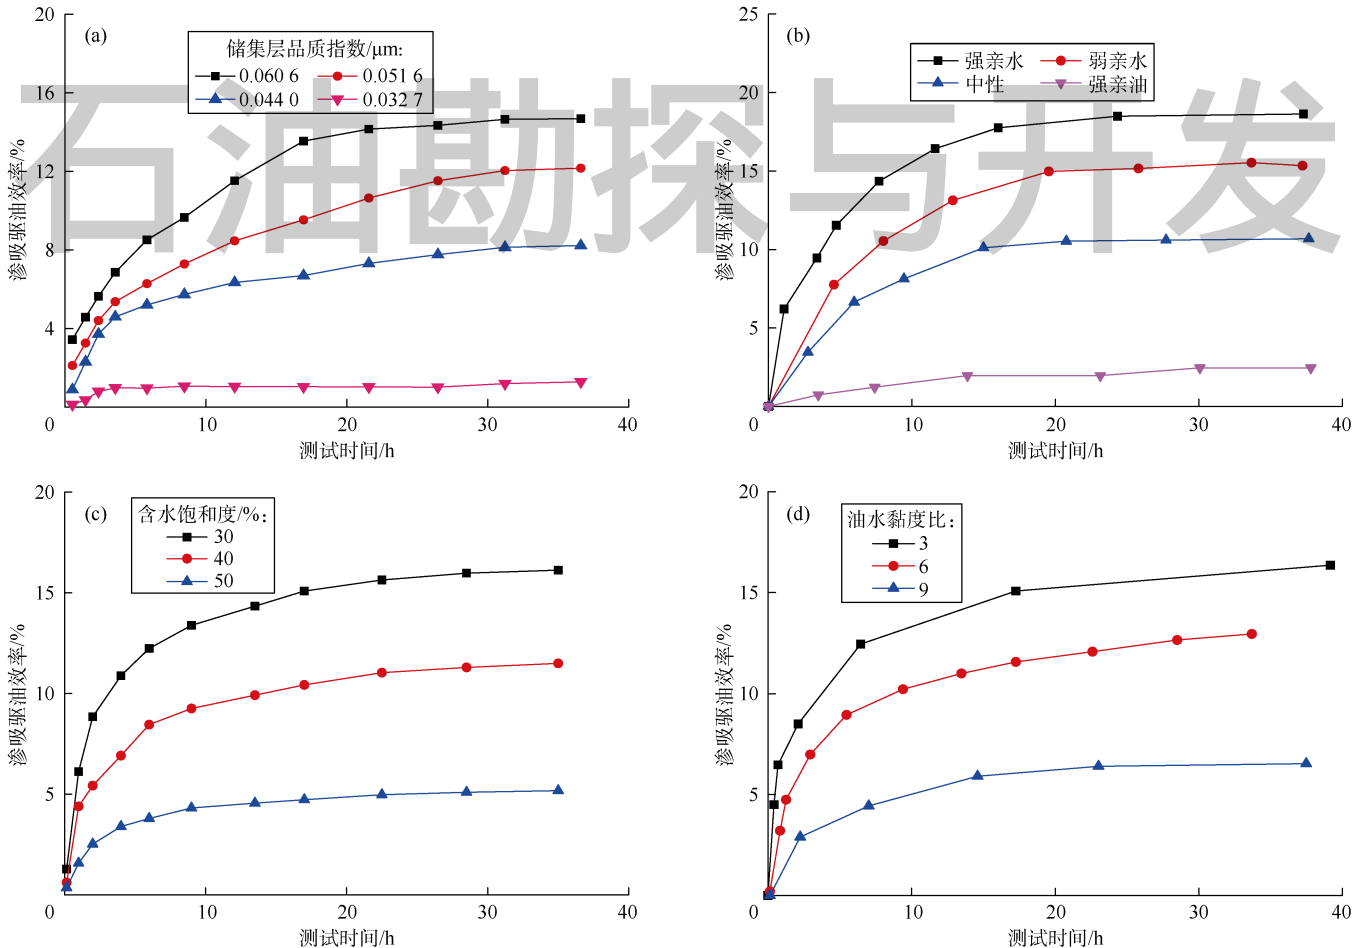 石油勘探与开发
(a)
储集层品质指数/μm:
0.060 6 0.051 6
0.044 0 0.032 7
20
16
12
8
4
0
10 20 30 40
渗吸驱油效率/%
测试时间/h
(b)
强亲水 弱亲水
中性 强亲油
25
20
15
10
5
0
10 20 30 40
渗吸驱油效率/%
测试时间/h
(c)
含水饱和度/%:
30
40
50
20
15
10
5
0
10 20 30 40
渗吸驱油效率/%
测试时间/h
(d)
油水黏度比:
3
6
9
20
15
10
5
0
10 20 30 40
渗吸驱油效率/%
测试时间/h